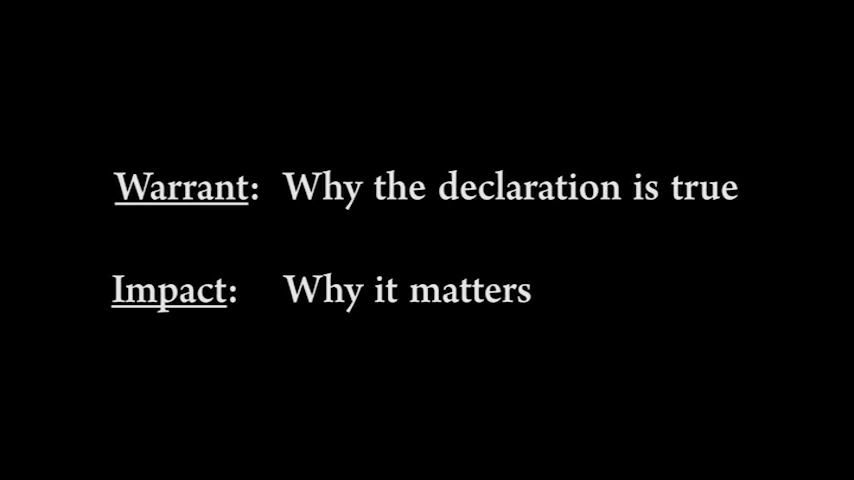 Warrant: Why the declaration is true
Impact: Why it matters